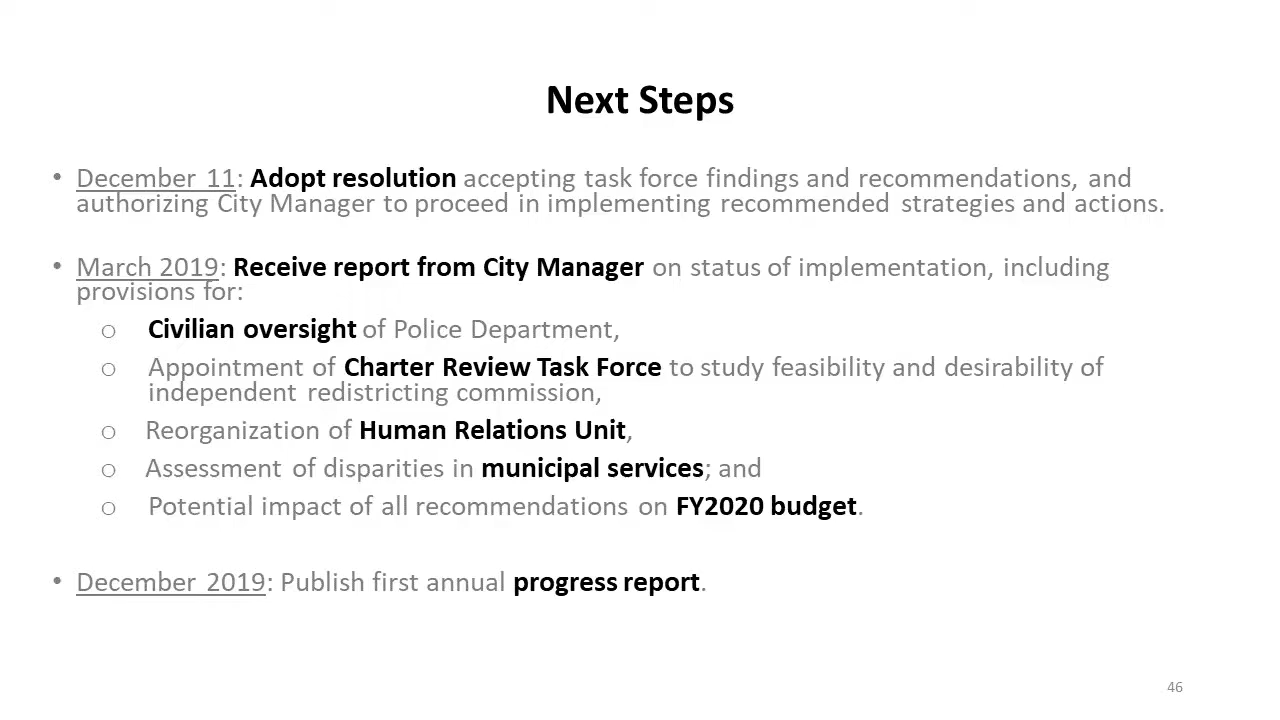 Next Steps
• December 11: Adopt resolution accepting task force findings and recommendations, and
authorizing City Manager to proceed in implementing recommended strategies and actions.
• March 2019: Receive report from City Manager on status of implementation, including
provisions for:
o Civilian oversight of Police Department,
o Appointment of Charter Review Task Force to study feasibility and desirability of
independent redistricting commission,
o Reorganization of Human Relations Unit,
o Assessment of disparities in municipal services; and
o Potential impact of all recommendations on FY2020 budget.
• December 2019: Publish first annual progress report.
46